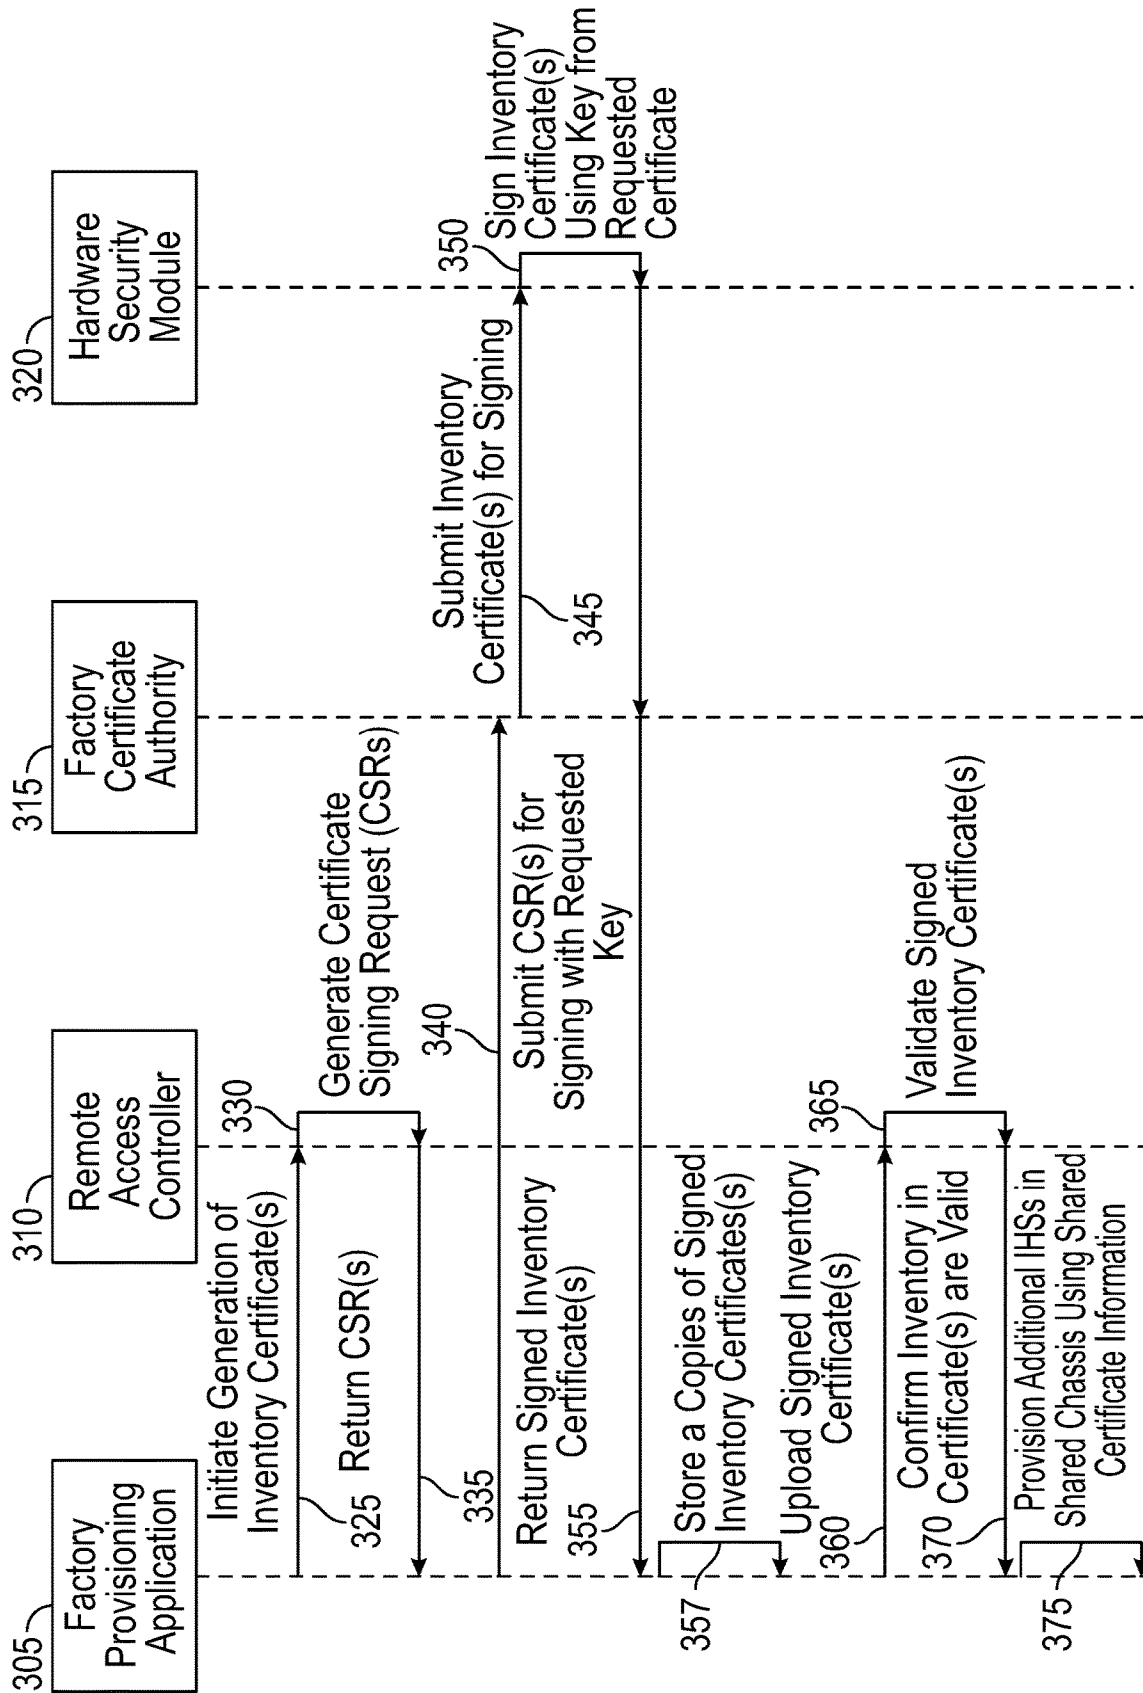 305
Factory
Provisioning
Application
310
Remote
Access
Controller
315
Factory
Certificate
Authority
320
Hardware
Security
Module
Initiate Generation of
Inventory Certificate(s)
325
330
Generate Certificate
Signing Request (CSRs)
Return CSR(s)
335
340
Submit CSR(s) for
Signing with Requested
Key
Submit Inventory
Certificate(s) for Signing
345
350
Sign Inventory
Certificate(s)
Using Key from
Requested
Certificate
Return Signed Inventory
Certificate(s)
355
Store a Copies of Signed
Inventory Certificates(s)
357
Upload Signed Inventory
Certificate(s)
360
365
Validate Signed
Inventory Certificate(s)
Confirm Inventory in
Certificate(s) are Valid
370
Provision Additional IHSs in
Shared Chassis Using Shared
Certificate Information
375